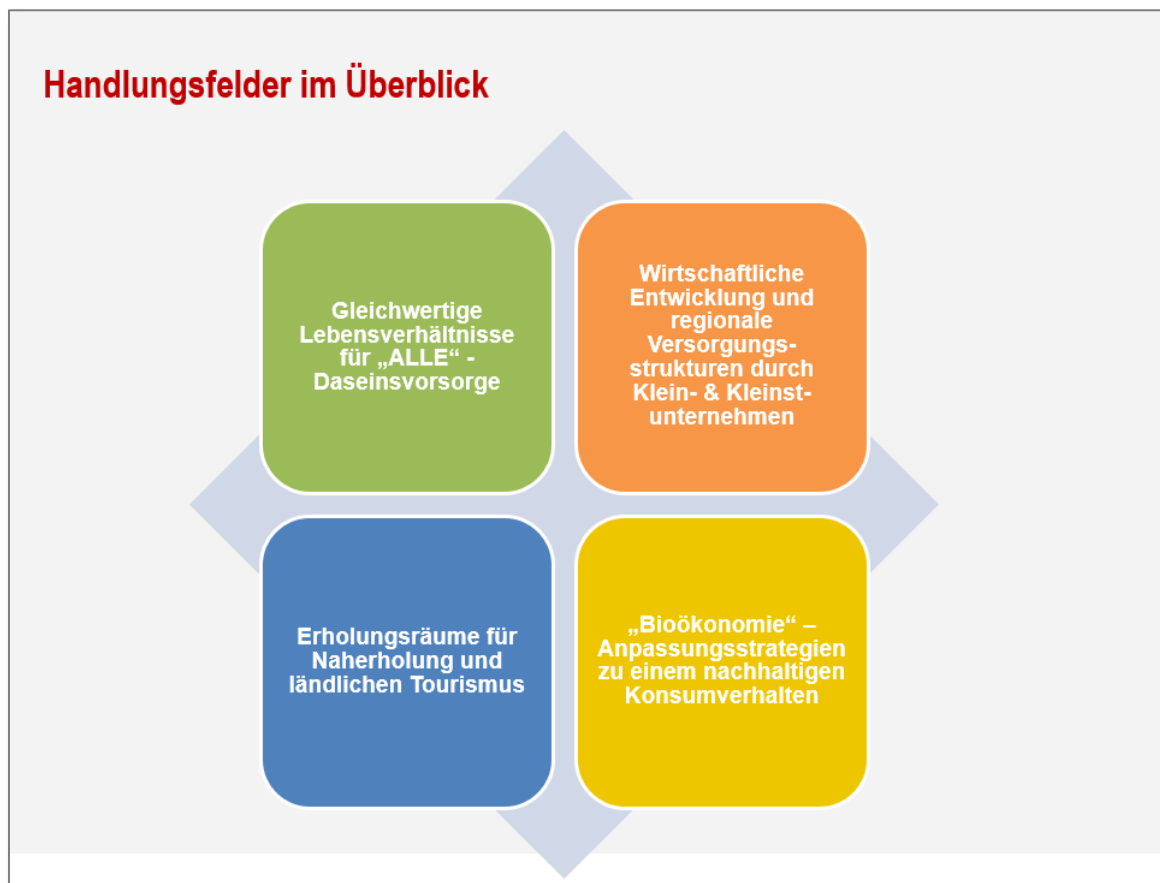 Handlungsfelder im Überblick
Gleichwertige
Lebensverhältnisse
für „ALLE“ -
Daseinsvorsorge
Wirtschaftliche
Entwicklung und
regionale
Versorgungs-
strukturen durch
Klein- & Kleinst-
unternehmen
Erholungsräume für
Naherholung und
ländlichen Tourismus
„Bioökonomie“ –
Anpassungsstrategien
zu einem nachhaltigen
Konsumverhalten